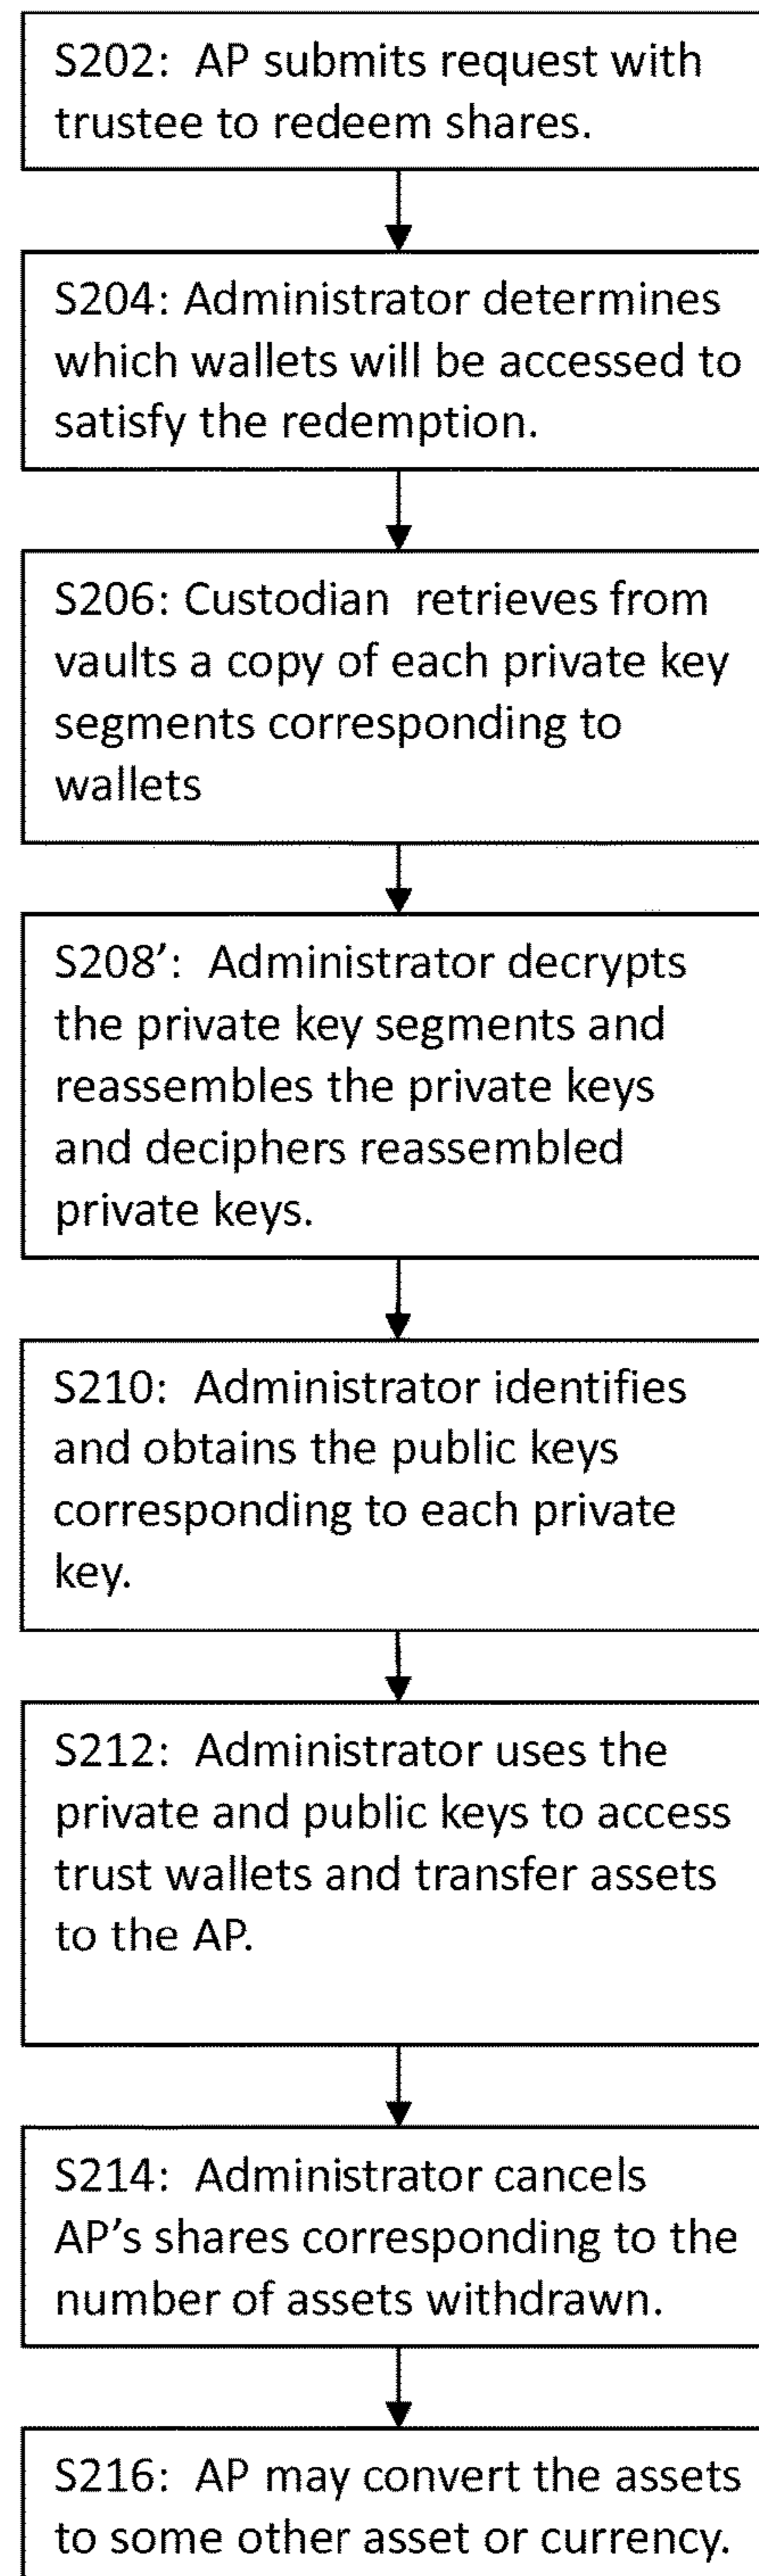 S202: AP submits request with
trustee to redeem shares.
S204: Administrator determines
which wallets will be accessed to
satisfy the redemption.
S206: Custodian retrieves from
vaults a copy of each private key
segments corresponding to
wallets
S208’: Administrator decrypts
the private key segments and
reassembles the private keys
and deciphers reassembled
private keys.
S210: Administrator identifies
and obtains the public keys
corresponding to each private
key.
S212: Administrator uses the
private and public keys to access
trust wallets and transfer assets
to the AP.
S214: Administrator cancels
AP’s shares corresponding to the
number of assets withdrawn.
S216: AP may convert the assets
to some other asset or currency.